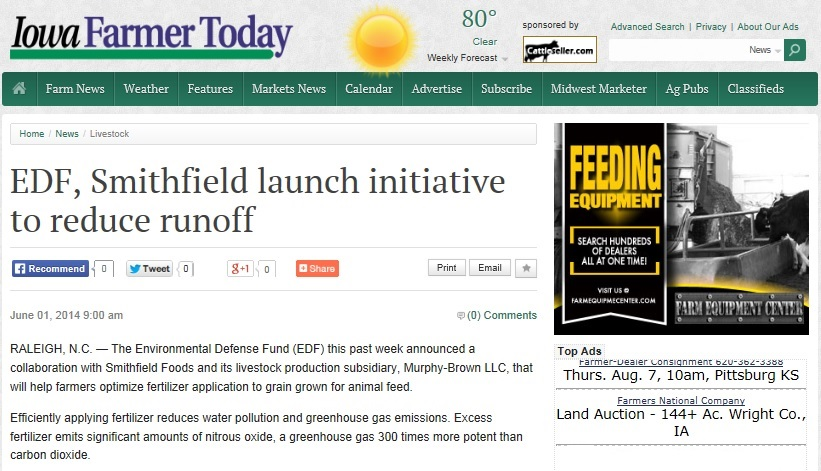 Iowa Farmer Today
80°
Clear
Weekly Forecast
sponsored by
Cattleseller.com
Advanced Search | Privacy | About Our Ads
News
Farm News
Weather
Features
Markets News
Calendar
Advertise
Subscribe
Midwest Marketer
Ag Pubs
Classifieds
Home / News / Livestock
EDF, Smithfield launch initiative
to reduce runoff
Recommend 0
Tweet 0
g+1 0
Share
Print
Email
June 01, 2014 9:00 am
(0) Comments
RALEIGH, N.C. — The Environmental Defense Fund (EDF) this past week announced a
collaboration with Smithfield Foods and its livestock production subsidiary, Murphy-Brown LLC, that
will help farmers optimize fertilizer application to grain grown for animal feed.
Efficiently applying fertilizer reduces water pollution and greenhouse gas emissions. Excess
fertilizer emits significant amounts of nitrous oxide, a greenhouse gas 300 times more potent than
carbon dioxide.
FEEDING
EQUIPMENT
SEARCH HUNDREDS
OF DEALERS
ALL AT ONE TIME!
VISIT US @
FARMEQUIPMECENTER.COM
FARM EQUIPMENT CENTER
Top Ads
Farmer-Dealer Consignment 620-362-3388
Thurs. Aug. 7, 10am, Pittsburg KS
Farmers National Company
Land Auction - 144+ Ac. Wright Co.,
IA